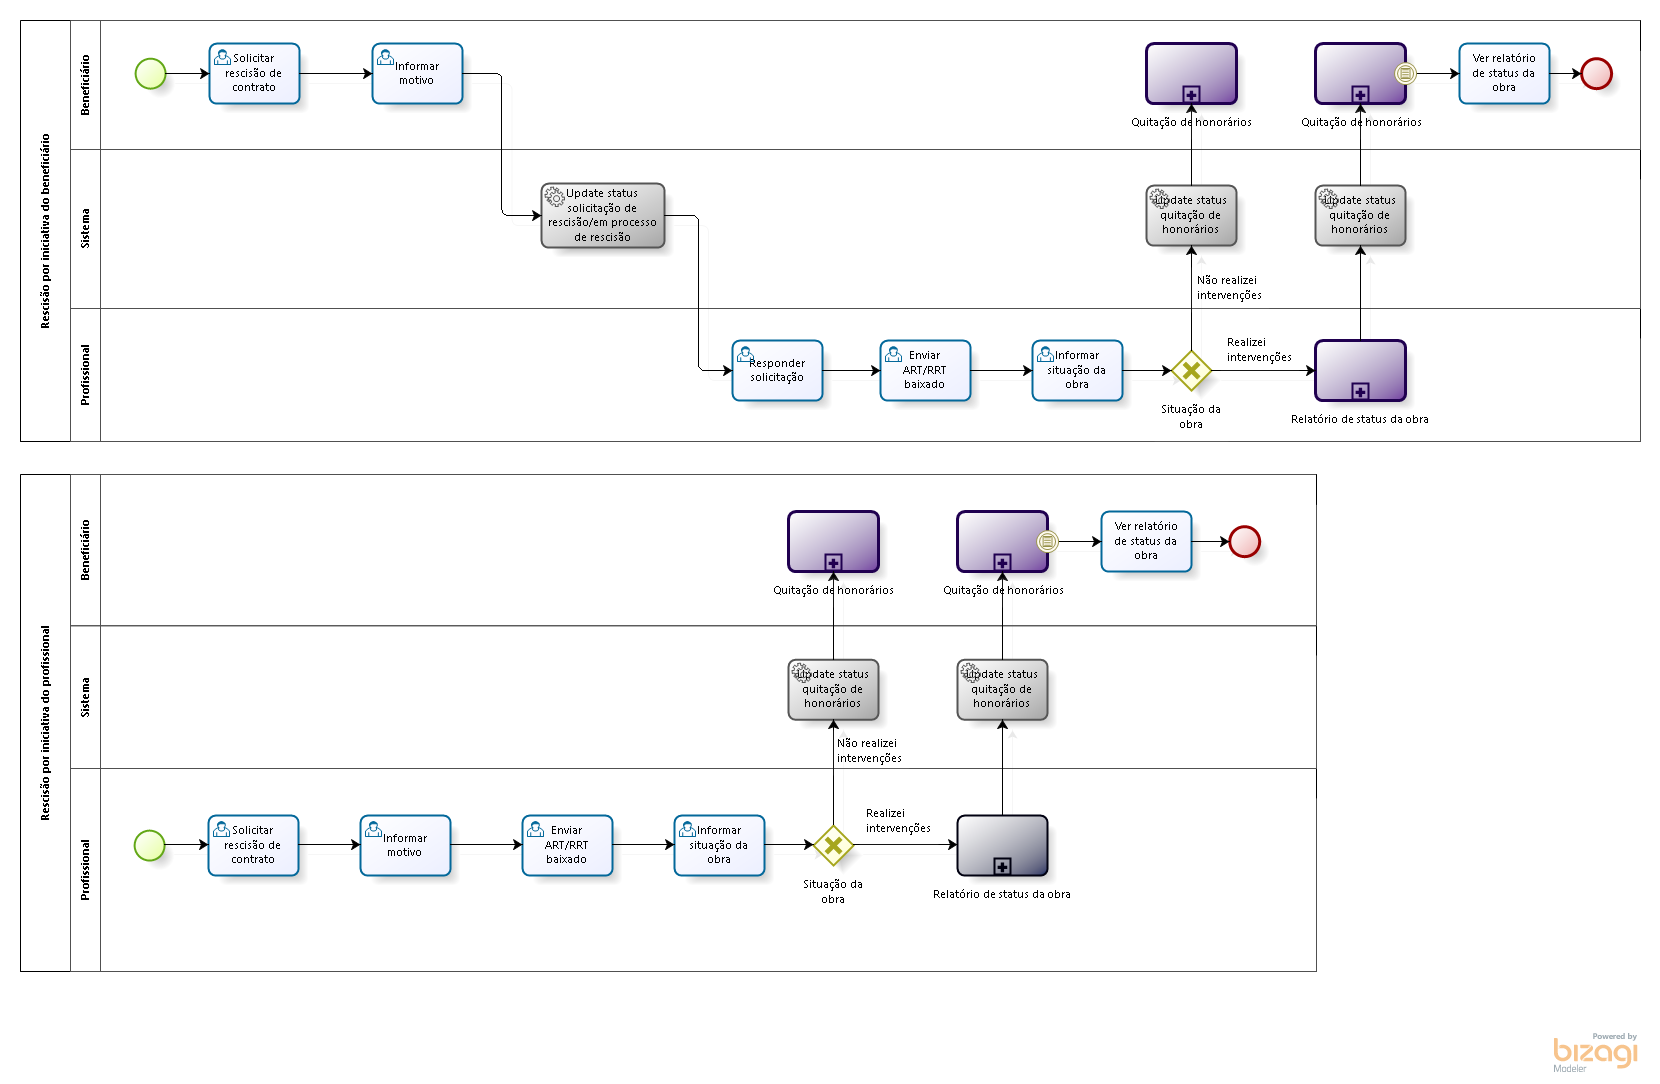 Rescisão por iniciativa do beneficiário
Beneficiário
Solicitar
rescisão de
contrato
Informar
motivo
Quitação de honorários
Quitação de honorários
Ver relatório
de status da
obra
Sistema
Update status
solicitação de
rescisão/em processo
de rescisão
Update status
quitação de
honorários
Update status
quitação de
honorários
Não realizei
intervenções
Profissional
Responder
solicitação
Enviar
ART/RRT
baixado
Informar
situação da
obra
Situação da
obra
Realizei
intervenções
Relatório de status da obra
Rescisão por iniciativa do profissional
Beneficiário
Quitação de honorários
Quitação de honorários
Ver relatório
de status da
obra
Sistema
Update status
quitação de
honorários
Update status
quitação de
honorários
Não realizei
intervenções
Profissional
Solicitar
rescisão de
contrato
Informar
motivo
Enviar
ART/RRT
baixado
Informar
situação da
obra
Situação da
obra
Realizei
intervenções
Relatório de status da obra
Powered by
bizagi
Modeler